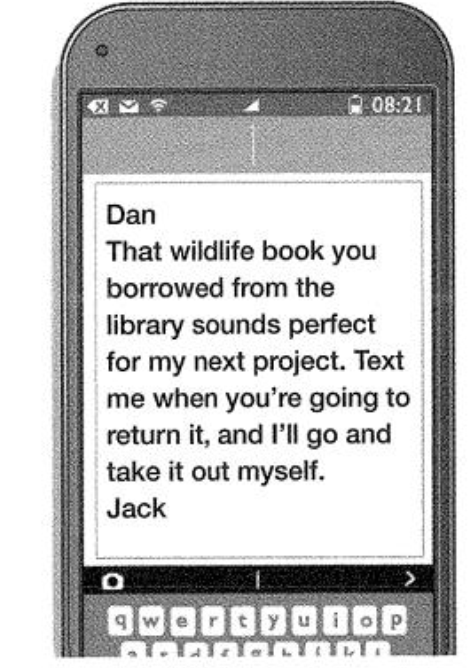 08:21
Dan
That wildlife book you
borrowed from the
library sounds perfect
for my next project. Text
me when you're going to
return it, and I'll go and
take it out myself.
Jack
q w e r t y u i o p